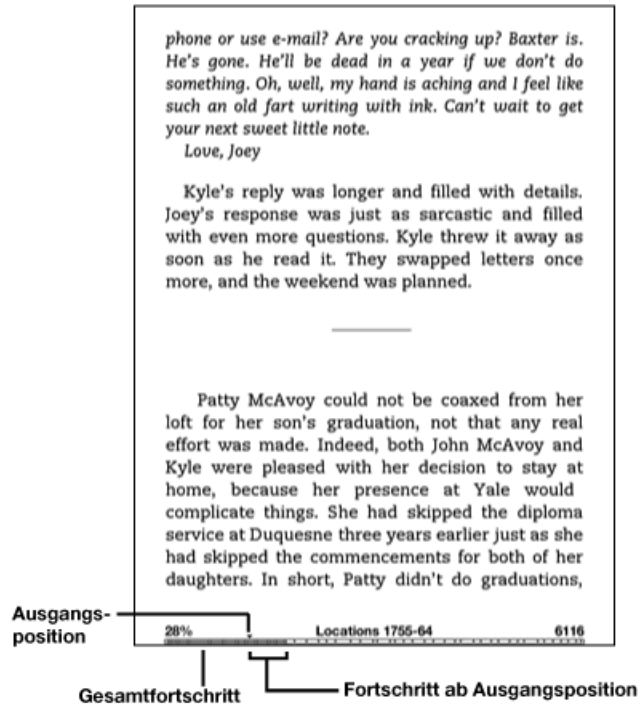 phone or use e-mail? Are you cracking up? Baxter is.
He's gone. He'll be dead in a year if we don't do
something. Oh, well, my hand is aching and I feel like
such an old fart writing with ink. Can't wait to get
your next sweet little note.
Love, Joey
Kyle's reply was longer and filled with details.
Joey's response was just as sarcastic and filled
with even more questions. Kyle threw it away as
soon as he read it. They swapped letters once
more, and the weekend was planned.
Patty McAvoy could not be coaxed from her
loft for her son's graduation, not that any real
effort was made. Indeed, both John McAvoy and
Kyle were pleased with her decision to stay at
home, because her presence at Yale would
complicate things. She had skipped the diploma
service at Duquesne three years earlier just as she
had skipped the commencements for both of her
daughters. In short, Patty didn't do graduations,
28% Locations 1755-64 6116
Ausgangs-
position
Gesamtfortschritt
Fortschritt ab Ausgangsposition